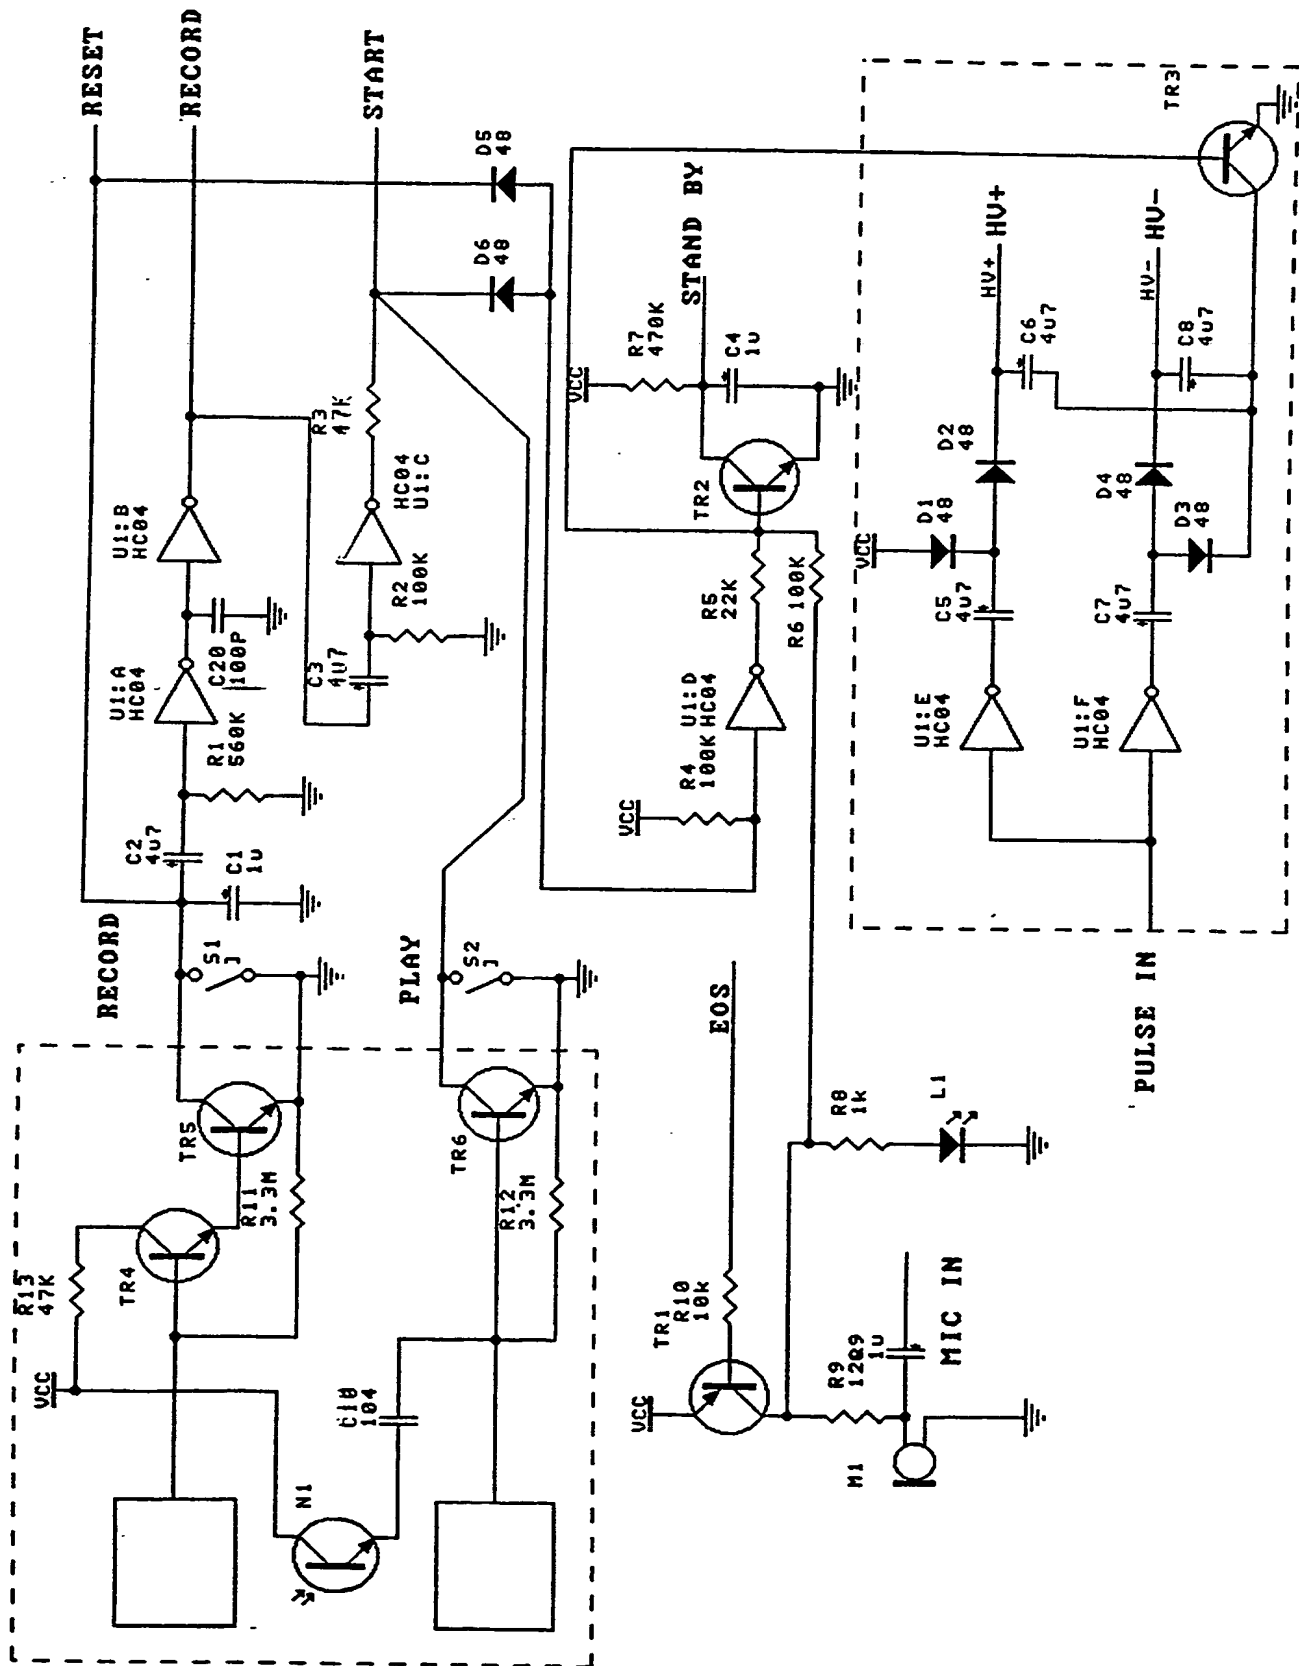 RESET
RECORD
START
D5
48
D6
48
U1:B
HC04
R3
47K
HC04
U1:C
U1:A
HC04
C20
100P
R2
100K
C3
4U7
R1
560K
C2
4u7
C1
1u
RECORD
S1
PLAY
S2
TR5
R11
3.3M
TR4
R13
47K
VCC
TR6
R12
3.3M
C10
104
N1
STAND BY
R7
470K
VCC
C4
1u
TR2
R5
22K
R6 100K
U1:D
HC04
R4
100K
VCC
EOS
R8
1k
L1
TR1
R10
10k
VCC
R9
1u
MIC IN
M1
TR3
HV+
HV+
HV-
HV-
C6
4u7
C8
4u7
D2
48
D4
48
D1
48
VCC
D3
48
C5
4u7
C7
4u7
U1:E
HC04
U1:F
HC04
PULSE IN